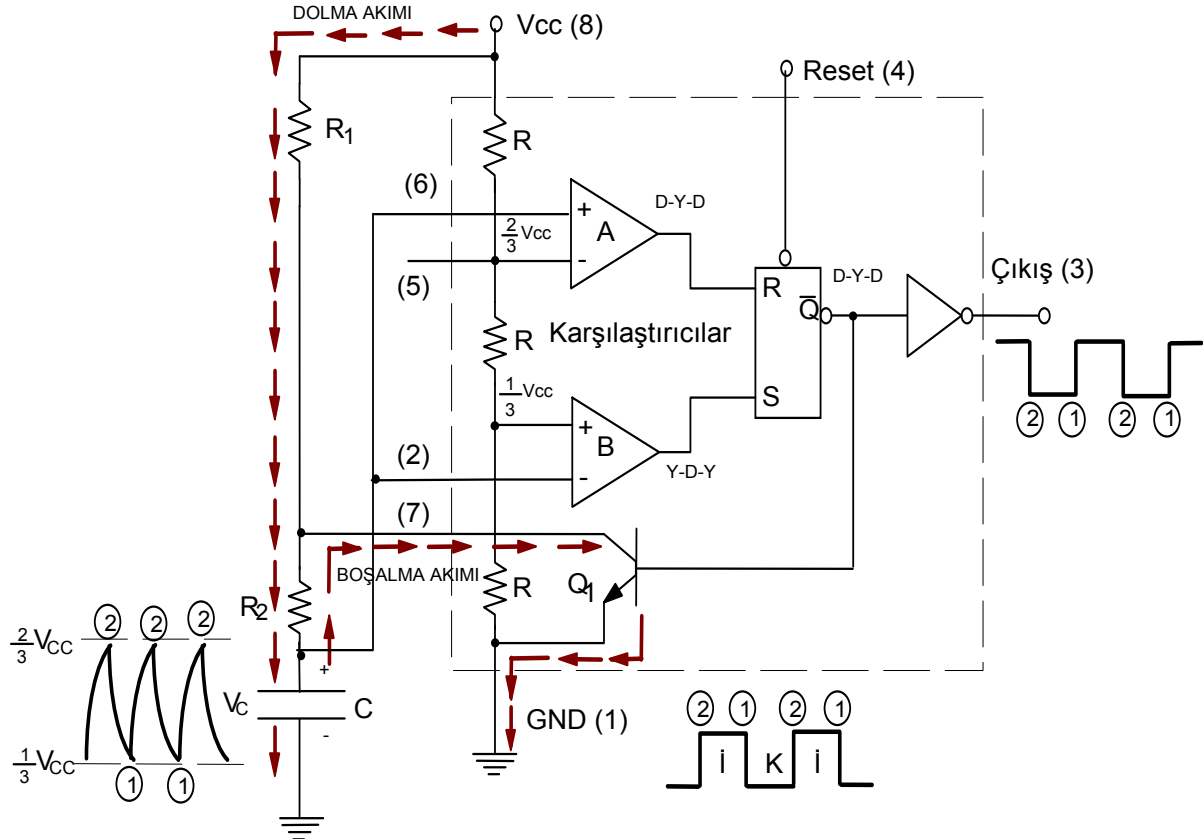 DOLMA AKIMI
Vcc (8)
Reset (4)
R1
R
(6)
+
A
-
D-Y-D
2/3 Vcc
(5)
R
Karşılaştırıcılar
R
Q̅
S
D-Y-D
Çıkış (3)
② ① ② ①
1/3 Vcc
+
B
-
(2)
Y-D-Y
(7)
BOŞALMA AKIMI
R
Q1
R2
② ② ②
2/3 VCC
+
VC
C
-
1/3 VCC
① ①
GND (1)
② ① ② ①
İ K İ